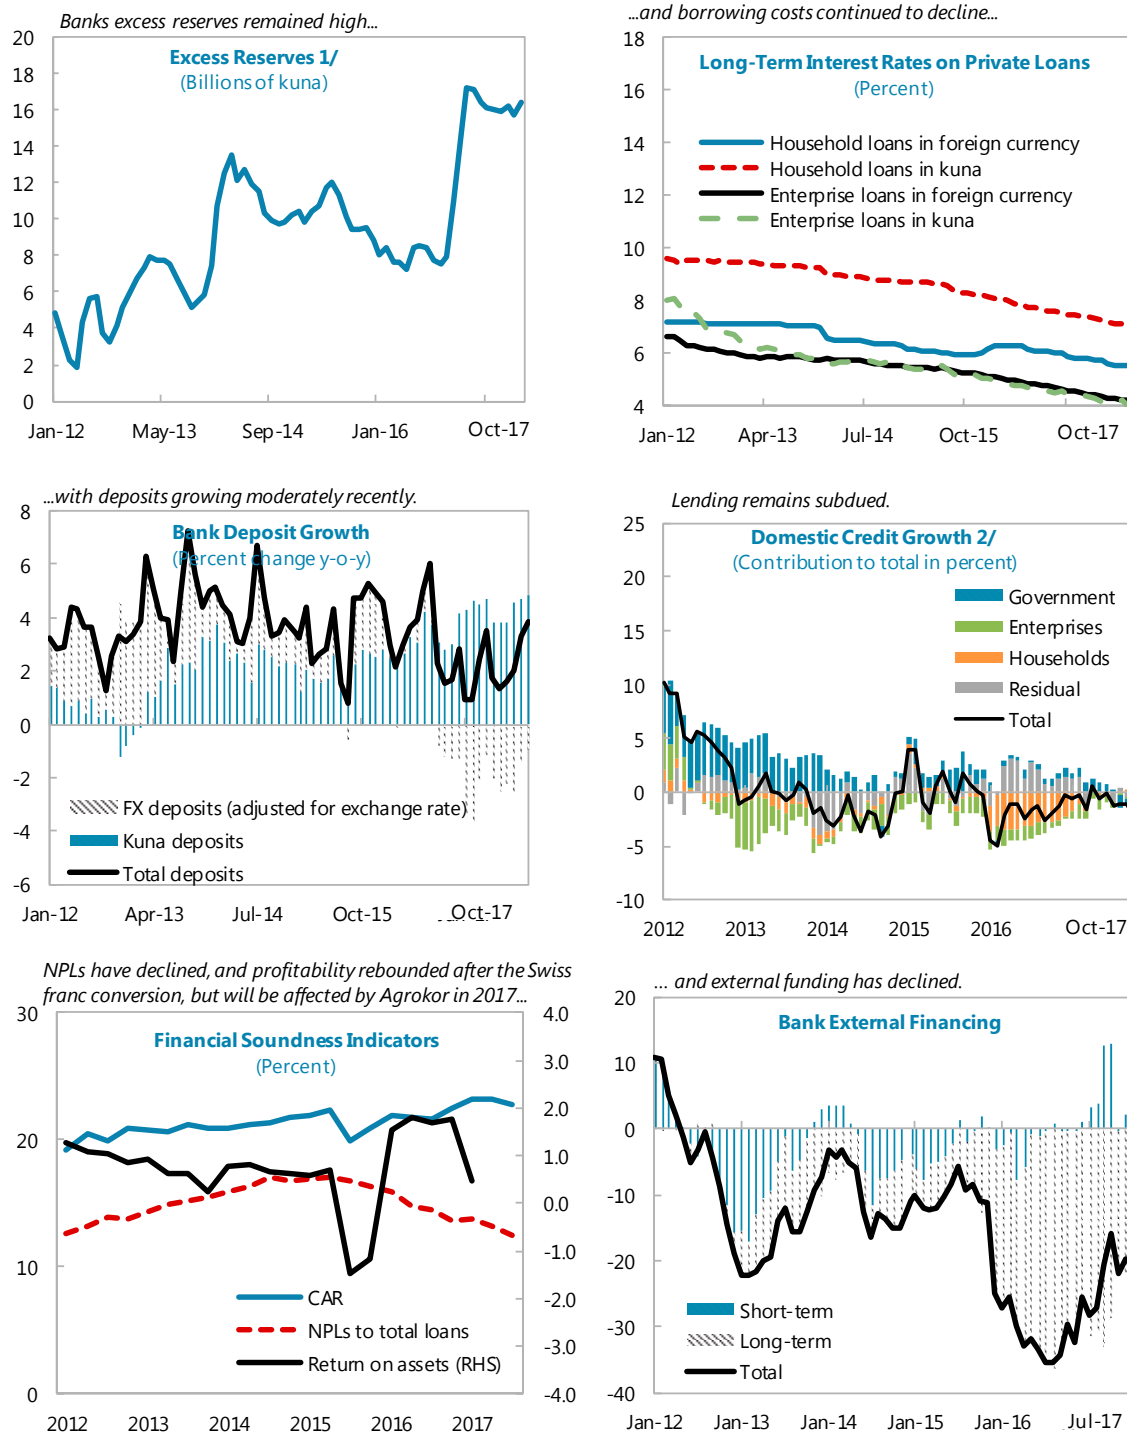 Banks excess reserves remained high...
20
18
16
14
12
10
8
6
4
2
0
Excess Reserves 1/
(Billions of kuna)
Jan-12
May-13
Sep-14
Jan-16
Oct-17
...and borrowing costs continued to decline...
18
16
14
12
10
8
6
4
Long-Term Interest Rates on Private Loans
(Percent)
Household loans in foreign currency
Household loans in kuna
Enterprise loans in foreign currency
Enterprise loans in kuna
Jan-12
Apr-13
Jul-14
Oct-15
Oct-17
...with deposits growing moderately recently.
8
6
4
2
0
-2
-4
-6
Bank Deposit Growth
(Percent change y-o-y)
FX deposits (adjusted for exchange rate)
Kuna deposits
Total deposits
Jan-12
Apr-13
Jul-14
Oct-15
Oct-17
Lending remains subdued.
25
20
15
10
5
0
-5
-10
Domestic Credit Growth 2/
(Contribution to total in percent)
Government
Enterprises
Households
Residual
Total
2012
2013
2014
2015
2016
Oct-17
NPLs have declined, and profitability rebounded after the Swiss
franc conversion, but will be affected by Agrokor in 2017...
30
20
10
0
4.0
3.0
2.0
1.0
0.0
-1.0
-2.0
-3.0
-4.0
Financial Soundness Indicators
(Percent)
CAR
NPLs to total loans
Return on assets (RHS)
2012
2013
2014
2015
2016
2017
... and external funding has declined.
20
10
0
-10
-20
-30
-40
Bank External Financing
Short-term
Long-term
Total
Jan-12
Jan-13
Jan-14
Jan-15
Jan-16
Jul-17